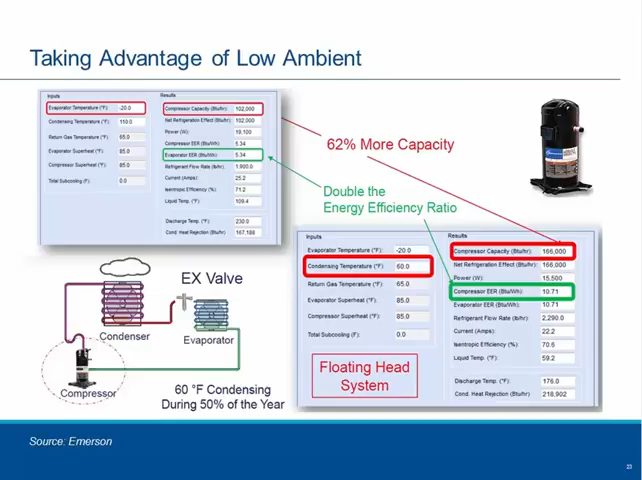 Taking Advantage of Low Ambient
Inputs
Evaporator Temperature (°F) -20.0
Condensing Temperature (°F) 110.0
Return Gas Temperature (°F) 65.0
Evaporator Superheat (°F) 85.0
Compressor Superheat (°F) 85.0
Total Subcooling (F) 0.0
Results
Compressor Capacity (Btu/hr) 102,000
Net Refrigeration Effect (Btu/hr) 102,000
Power (W) 19,100
Compressor EER (Btu/Wh) 5.34
Evaporator EER (Btu/Wh) 5.34
Refrigerant Flow Rate (lb/hr) 1,900.0
Current (Amps) 25.2
Isentropic Efficiency (%) 71.2
Liquid Temp. (°F) 109.4
Discharge Temp. (°F) 230.0
Cond. Heat Rejection (Btu/hr) 167,188
62% More Capacity
Double the
Energy Efficiency Ratio
Inputs
Evaporator Temperature (°F): -20.0
Condensing Temperature (°F) 60.0
Return Gas Temperature (°F) 65.0
Evaporator Superheat (°F): 85.0
Compressor Superheat (°F): 85.0
Total Subcooling (F): 0.0
Results
Compressor Capacity (Btu/hr): 166,000
Net Refrigeration Effect (Btu/hr): 166,000
Power (W): 15,500
Compressor EER (Btu/Wh): 10.71
Evaporator EER (Btu/Wh): 10.71
Refrigerant Flow Rate (lb/hr): 2,290.0
Current (Amps): 22.2
Isentropic Efficiency (%): 70.6
Liquid Temp. (°F): 59.2
Discharge Temp. (°F): 176.0
Cond. Heat Rejection (Btu/hr) 218,902
EX Valve
Condenser
Evaporator
Compressor
60 °F Condensing
During 50% of the Year
Floating Head
System
Source: Emerson
23